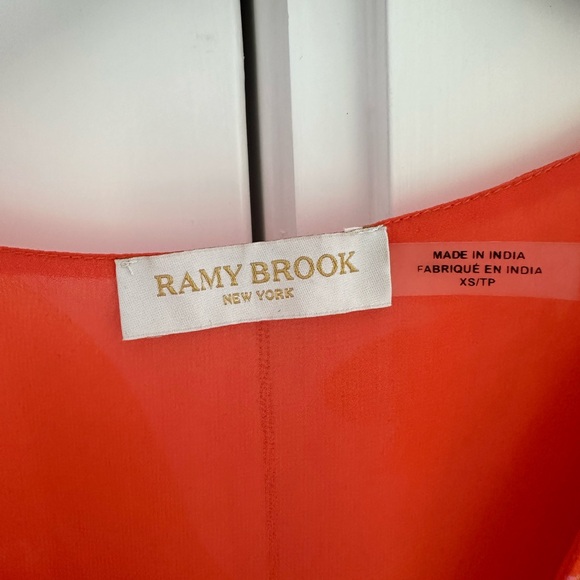 RAMY BROOK
NEW YORK
MADE IN INDIA
FABRIQUÉ EN INDIA
XS/TP